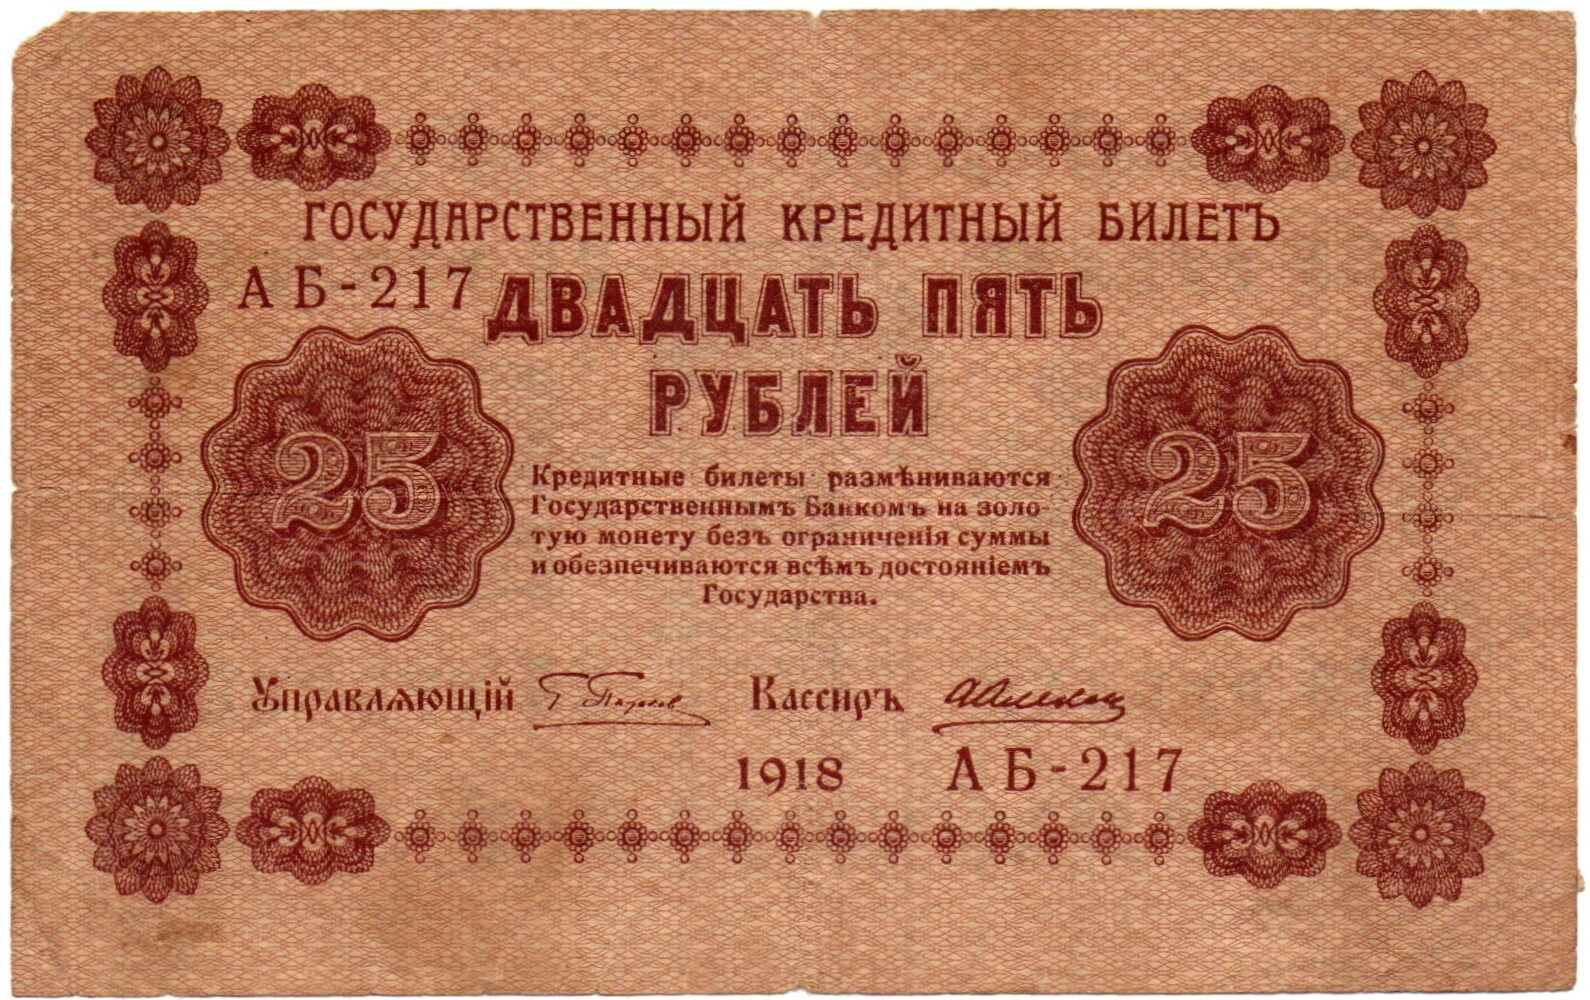 ГОСУДАРСТВЕННЫЙ КРЕДИТНЫЙ БИЛЕТЪ
АБ-217
ДВАДЦАТЬ ПЯТЬ
РУБЛЕЙ
25
25
Кредитные билеты размѣниваются
Государственнымъ Банкомъ на золо-
тую монету безъ ограниченія суммы
и обезпечиваются всѣмъ достояніемъ
Государства.
Управляющій
Кассиръ
1918
АБ-217